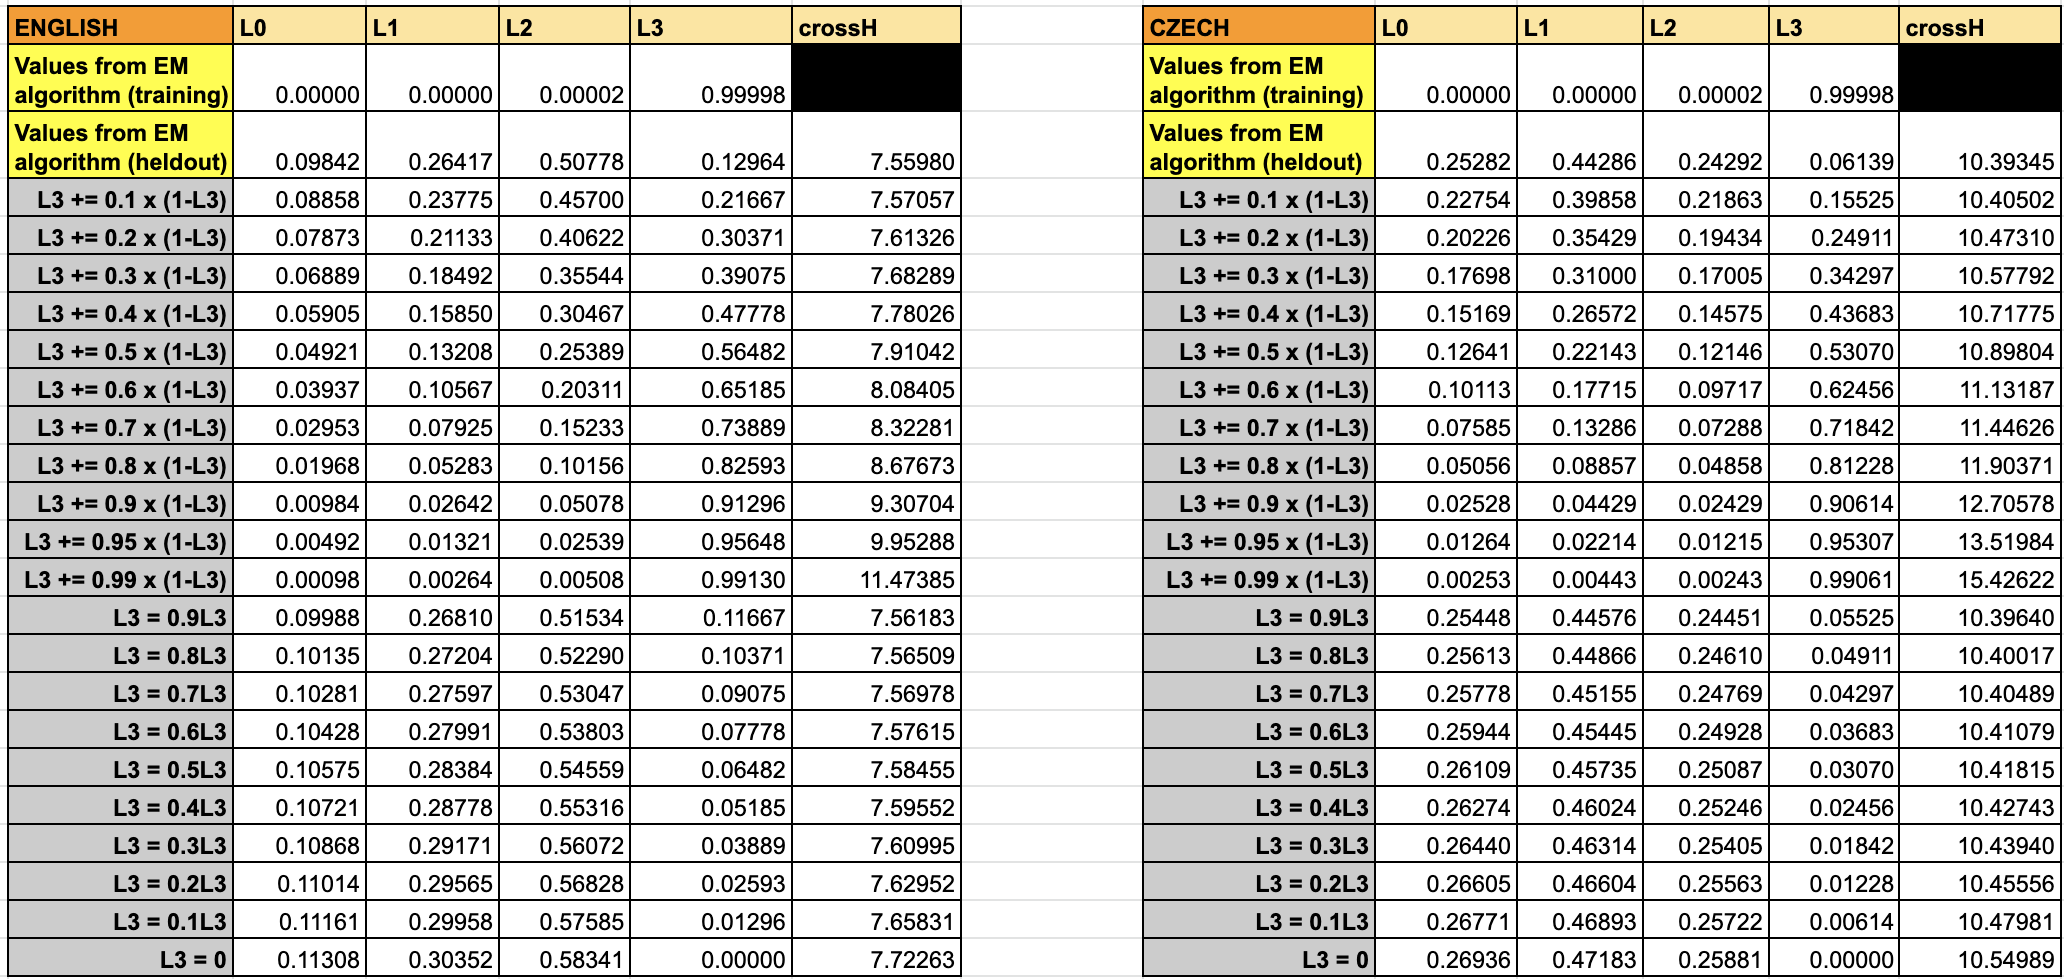 ENGLISH L0 L1 L2 L3 crossH
Values from EM
algorithm (training) 0.00000 0.00000 0.00002 0.99998
Values from EM
algorithm (heldout) 0.09842 0.26417 0.50778 0.12964 7.55980
L3 += 0.1 x (1-L3) 0.08858 0.23775 0.45700 0.21667 7.57057
L3 += 0.2 x (1-L3) 0.07873 0.21133 0.40622 0.30371 7.61326
L3 += 0.3 x (1-L3) 0.06889 0.18492 0.35544 0.39075 7.68289
L3 += 0.4 x (1-L3) 0.05905 0.15850 0.30467 0.47778 7.78026
L3 += 0.5 x (1-L3) 0.04921 0.13208 0.25389 0.56482 7.91042
L3 += 0.6 x (1-L3) 0.03937 0.10567 0.20311 0.65185 8.08405
L3 += 0.7 x (1-L3) 0.02953 0.07925 0.15233 0.73889 8.32281
L3 += 0.8 x (1-L3) 0.01968 0.05283 0.10156 0.82593 8.67673
L3 += 0.9 x (1-L3) 0.00984 0.02642 0.05078 0.91296 9.30704
L3 += 0.95 x (1-L3) 0.00492 0.01321 0.02539 0.95648 9.95288
L3 += 0.99 x (1-L3) 0.00098 0.00264 0.00508 0.99130 11.47385
L3 = 0.9L3 0.09988 0.26810 0.51534 0.11667 7.56183
L3 = 0.8L3 0.10135 0.27204 0.52290 0.10371 7.56509
L3 = 0.7L3 0.10281 0.27597 0.53047 0.09075 7.56978
L3 = 0.6L3 0.10428 0.27991 0.53803 0.07778 7.57615
L3 = 0.5L3 0.10575 0.28384 0.54559 0.06482 7.58455
L3 = 0.4L3 0.10721 0.28778 0.55316 0.05185 7.59552
L3 = 0.3L3 0.10868 0.29171 0.56072 0.03889 7.60995
L3 = 0.2L3 0.11014 0.29565 0.56828 0.02593 7.62952
L3 = 0.1L3 0.11161 0.29958 0.57585 0.01296 7.65831
L3 = 0 0.11308 0.30352 0.58341 0.00000 7.72263
CZECH L0 L1 L2 L3 crossH
Values from EM
algorithm (training) 0.00000 0.00000 0.00002 0.99998
Values from EM
algorithm (heldout) 0.25282 0.44286 0.24292 0.06139 10.39345
L3 += 0.1 x (1-L3) 0.22754 0.39858 0.21863 0.15525 10.40502
L3 += 0.2 x (1-L3) 0.20226 0.35429 0.19434 0.24911 10.47310
L3 += 0.3 x (1-L3) 0.17698 0.31000 0.17005 0.34297 10.57792
L3 += 0.4 x (1-L3) 0.15169 0.26572 0.14575 0.43683 10.71775
L3 += 0.5 x (1-L3) 0.12641 0.22143 0.12146 0.53070 10.89804
L3 += 0.6 x (1-L3) 0.10113 0.17715 0.09717 0.62456 11.13187
L3 += 0.7 x (1-L3) 0.07585 0.13286 0.07288 0.71842 11.44626
L3 += 0.8 x (1-L3) 0.05056 0.08857 0.04858 0.81228 11.90371
L3 += 0.9 x (1-L3) 0.02528 0.04429 0.02429 0.90614 12.70578
L3 += 0.95 x (1-L3) 0.01264 0.02214 0.01215 0.95307 13.51984
L3 += 0.99 x (1-L3) 0.00253 0.00443 0.00243 0.99061 15.42622
L3 = 0.9L3 0.25448 0.44576 0.24451 0.05525 10.39640
L3 = 0.8L3 0.25613 0.44866 0.24610 0.04911 10.40017
L3 = 0.7L3 0.25778 0.45155 0.24769 0.04297 10.40489
L3 = 0.6L3 0.25944 0.45445 0.24928 0.03683 10.41079
L3 = 0.5L3 0.26109 0.45735 0.25087 0.03070 10.41815
L3 = 0.4L3 0.26274 0.46024 0.25246 0.02456 10.42743
L3 = 0.3L3 0.26440 0.46314 0.25405 0.01842 10.43940
L3 = 0.2L3 0.26605 0.46604 0.25563 0.01228 10.45556
L3 = 0.1L3 0.26771 0.46893 0.25722 0.00614 10.47981
L3 = 0 0.26936 0.47183 0.25881 0.00000 10.54989